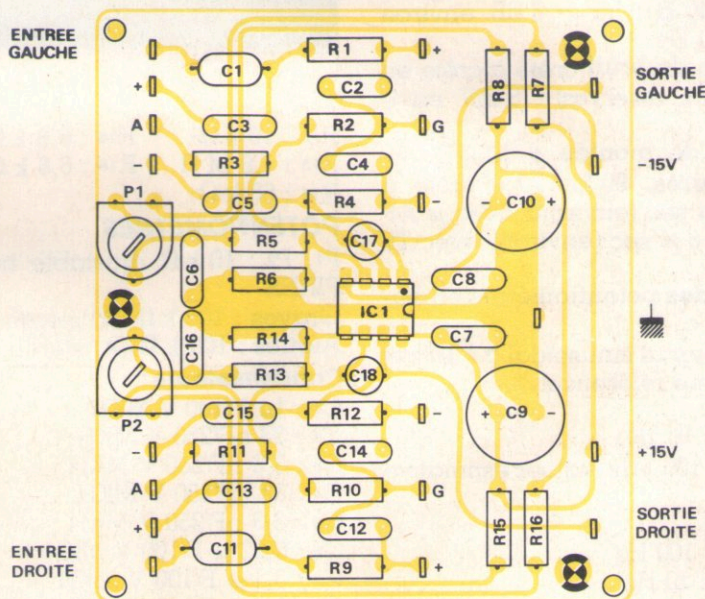 ENTREE
GAUCHE
R1
+
C1
C2
R8
R7
SORTIE
GAUCHE
+
C3
A
R2
G
R3
C4
-15V
-
C5
R4
-
P1
- C10 +
R5
C17
C6
R6
C8
IC1
C16
R14
C7
R13
C18
P2
C15
R12
-
+ C9 -
-
R11
C14
+15V
A
C13
R10
G
+
C12
R15
R16
SORTIE
DROITE
ENTREE
DROITE
C11
R9
+